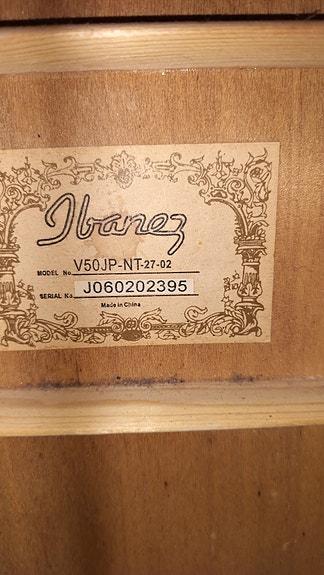 Ibanez
MODEL No. V50JP-NT-27-02
SERIAL No. J060202395
Made in China